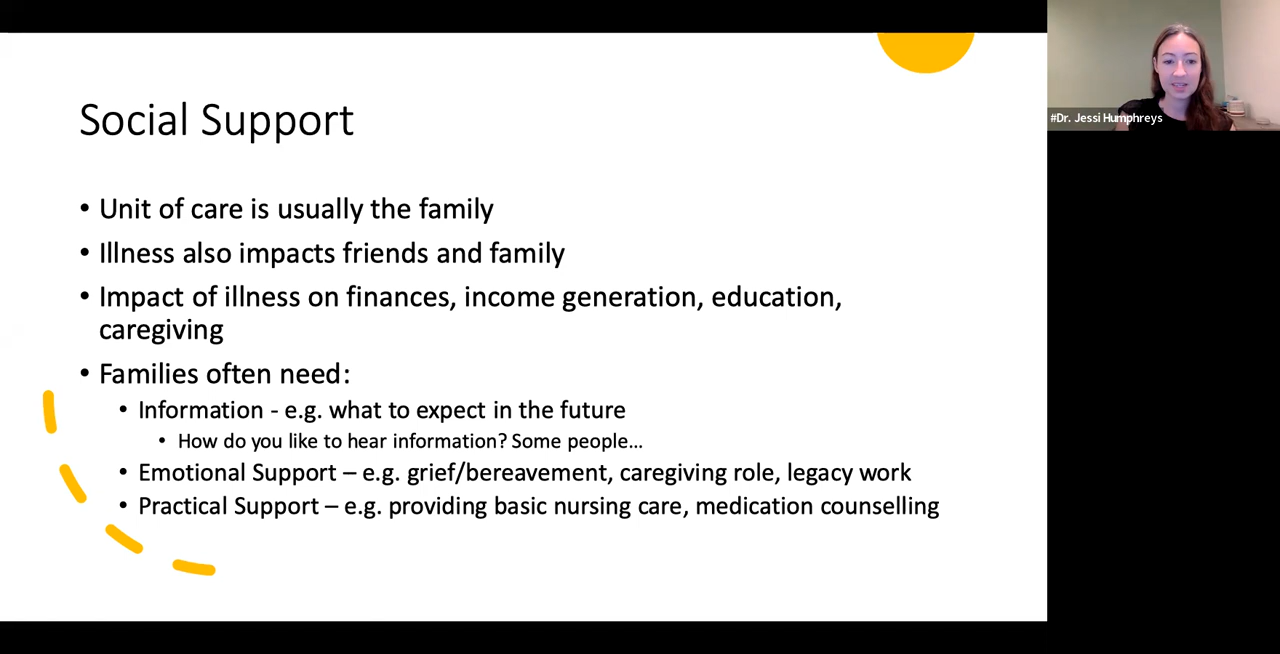 Social Support
• Unit of care is usually the family
• Illness also impacts friends and family
• Impact of illness on finances, income generation, education,
caregiving
• Families often need:
• Information - e.g. what to expect in the future
• How do you like to hear information? Some people…
• Emotional Support – e.g. grief/bereavement, caregiving role, legacy work
• Practical Support – e.g. providing basic nursing care, medication counselling
#Dr. Jessi Humphreys